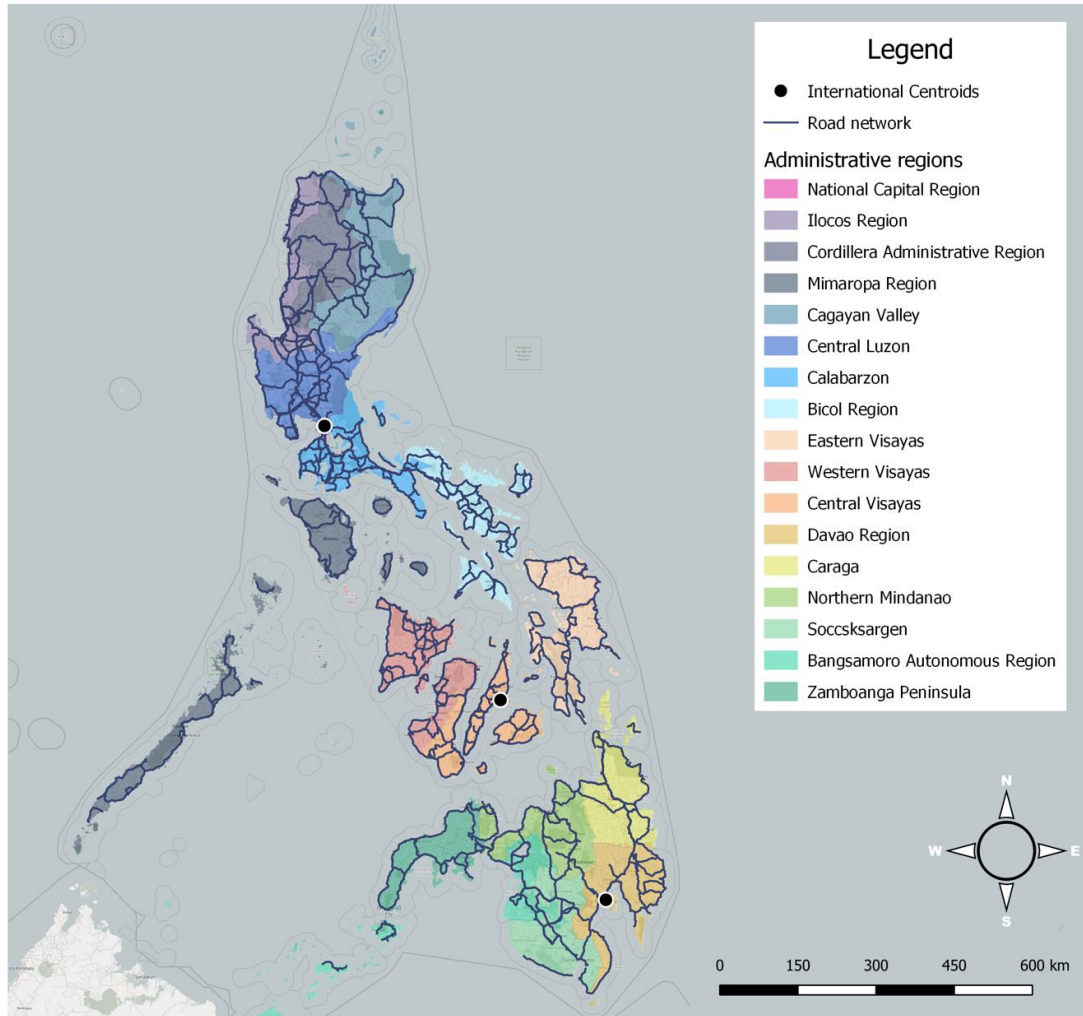 Legend
International Centroids
Road network
Administrative regions
National Capital Region
Ilocos Region
Cordillera Administrative Region
Mimaropa Region
Cagayan Valley
Central Luzon
Calabarzon
Bicol Region
Eastern Visayas
Western Visayas
Central Visayas
Davao Region
Caraga
Northern Mindanao
Soccsksargen
Bangsamoro Autonomous Region
Zamboanga Peninsula
N
W
E
S
0 150 300 450 600 km